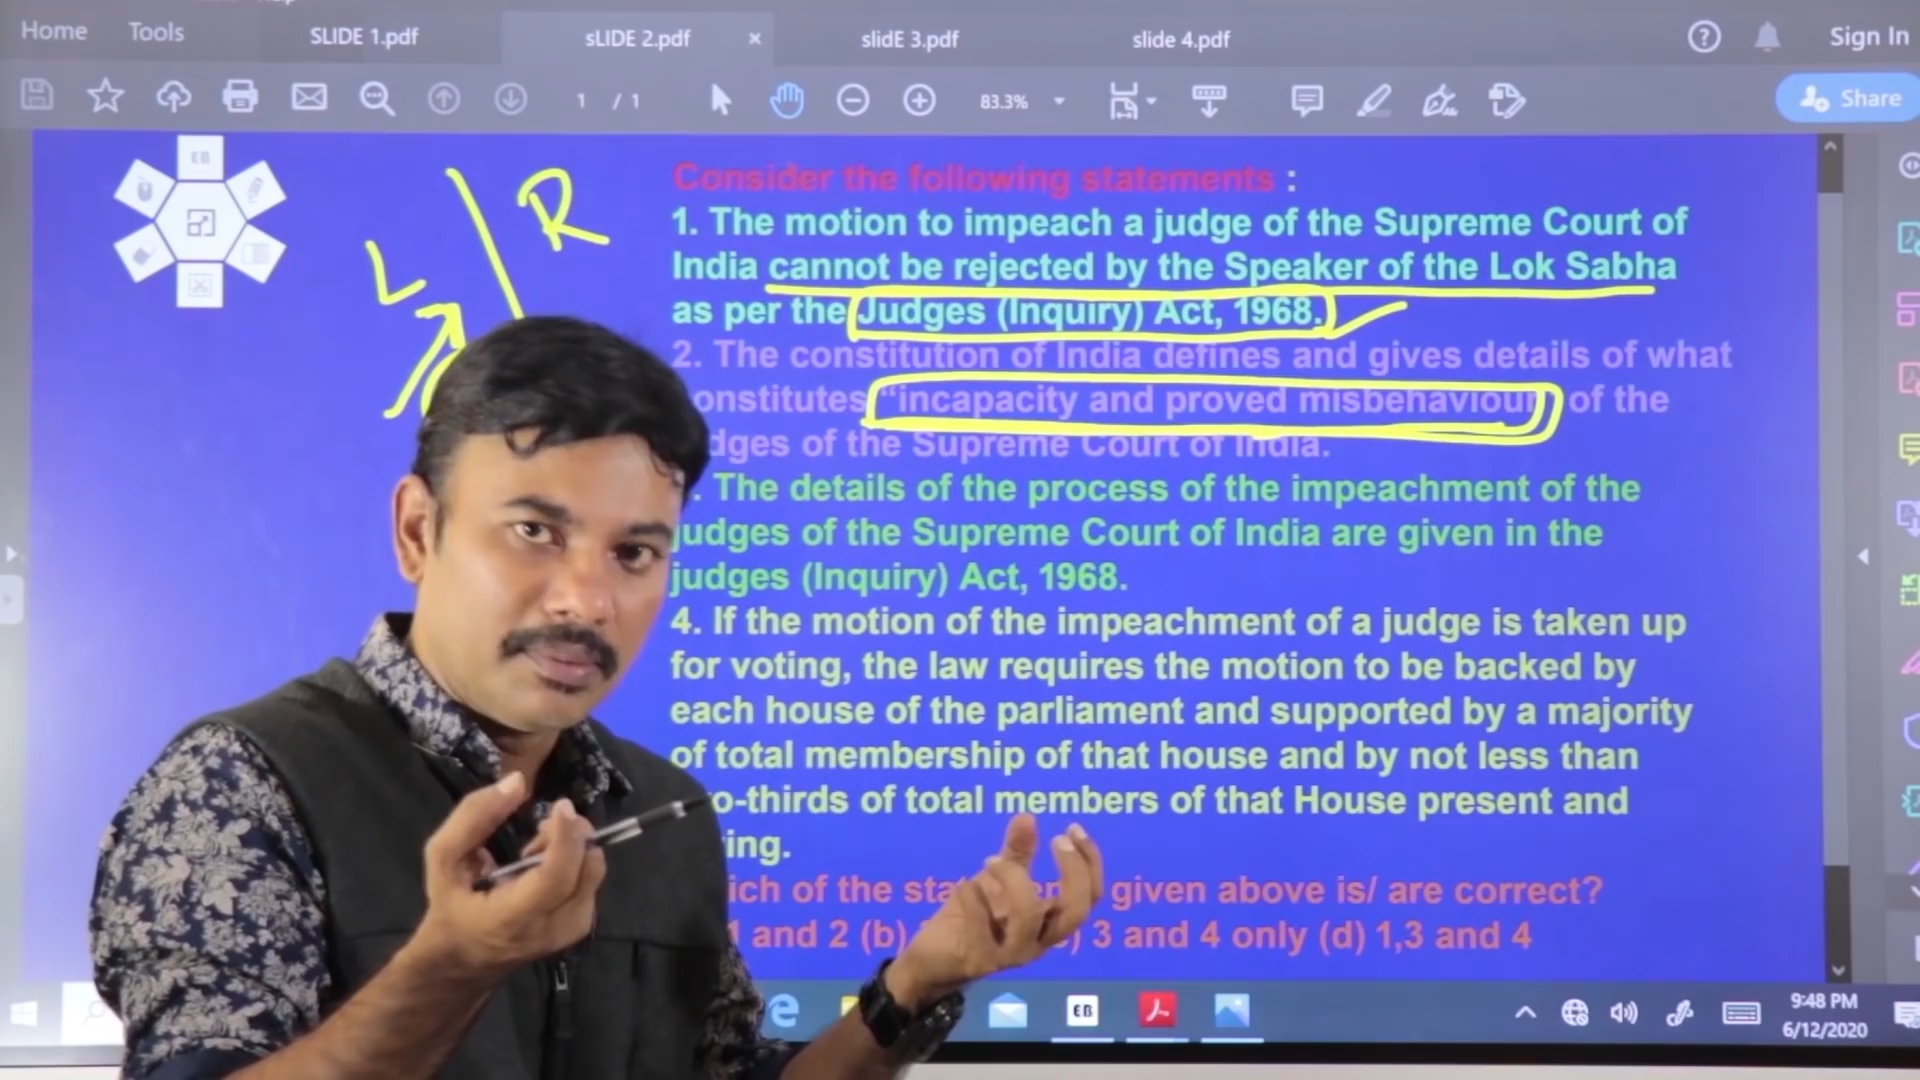 Home Tools SLIDE 1.pdf sLIDE 2.pdf × slidE 3.pdf slide 4.pdf Sign In
1 / 1 83.3% Share
EB
L R
Consider the following statements :
1. The motion to impeach a judge of the Supreme Court of
India cannot be rejected by the Speaker of the Lok Sabha
as per the Judges (Inquiry) Act, 1968.
2. The constitution of India defines and gives details of what
onstitutes "incapacity and proved misbehaviour of the
dges of the Supreme Court of India.
. The details of the process of the impeachment of the
judges of the Supreme Court of India are given in the
judges (Inquiry) Act, 1968.
4. If the motion of the impeachment of a judge is taken up
for voting, the law requires the motion to be backed by
each house of the parliament and supported by a majority
of total membership of that house and by not less than
o-thirds of total members of that House present and
ing.
ich of the given above is/ are correct?
1 and 2 (b) 3 and 4 only (d) 1,3 and 4
EB 9:48 PM
6/12/2020